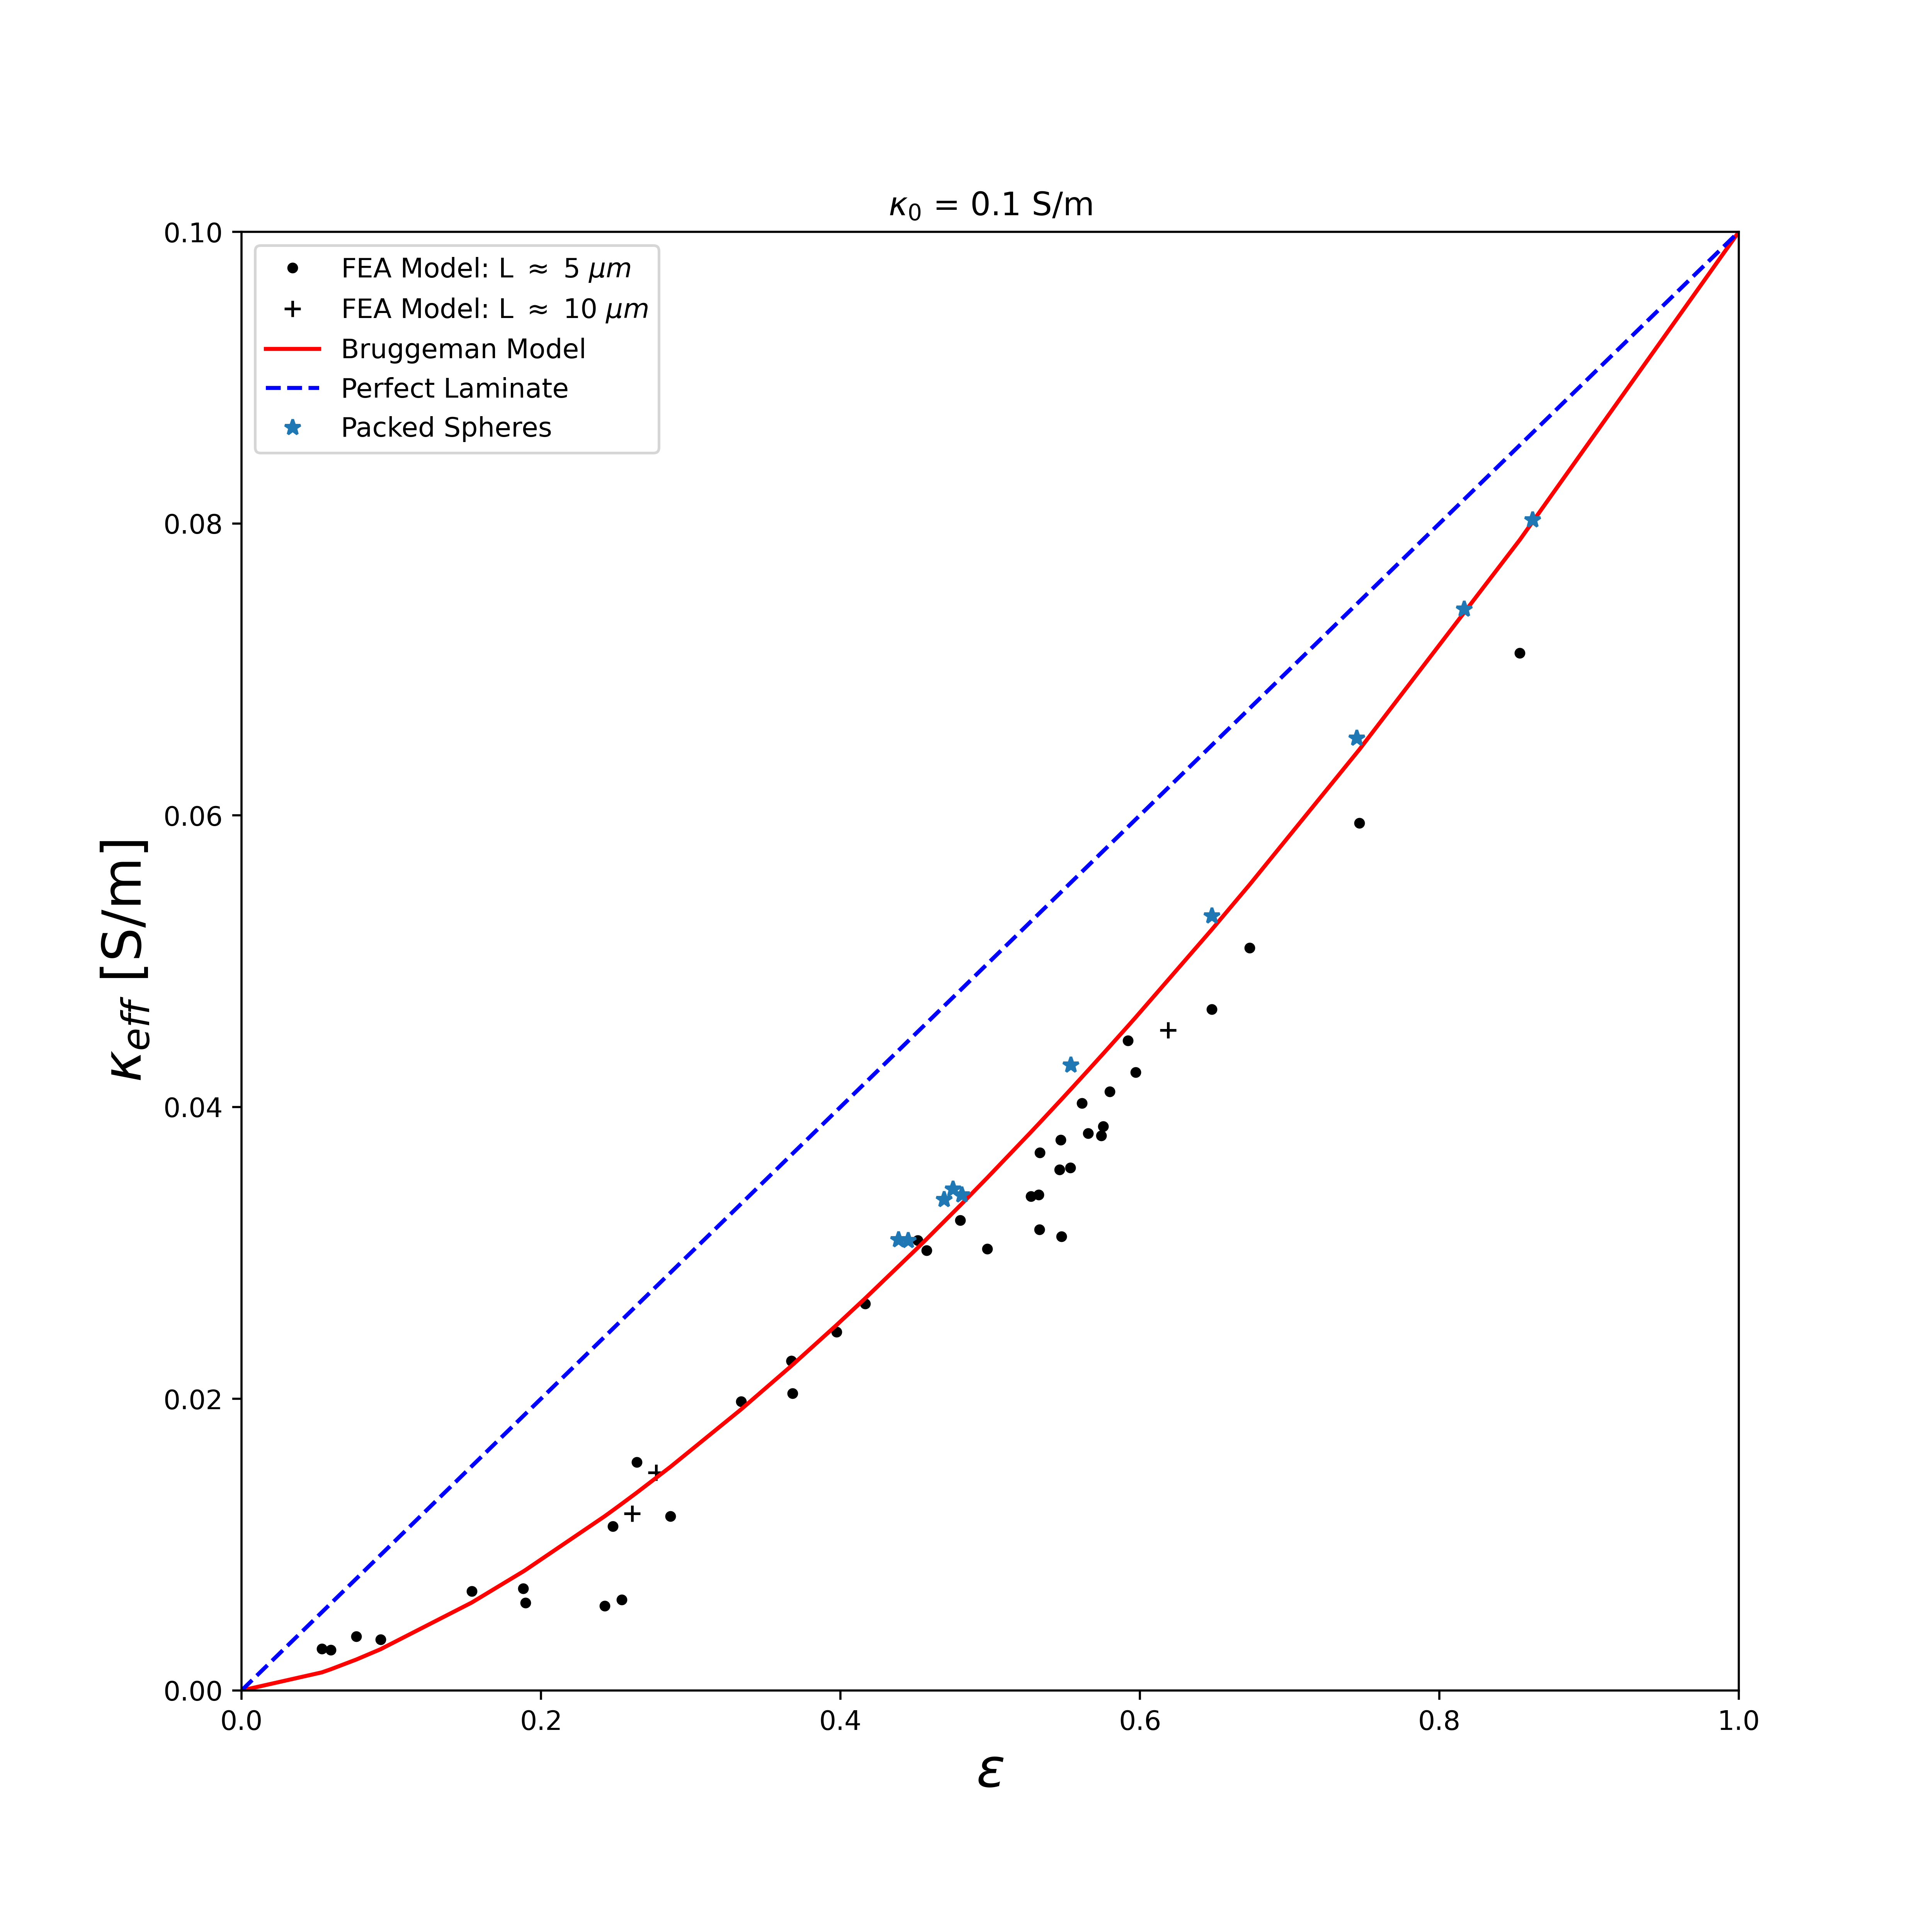 κ₀ = 0.1 S/m
FEA Model: L ≈ 5 μm
FEA Model: L ≈ 10 μm
Bruggeman Model
Perfect Laminate
Packed Spheres
0.10
0.08
0.06
0.04
0.02
0.00
κeff [S/m]
0.0 0.2 0.4 0.6 0.8 1.0
ε